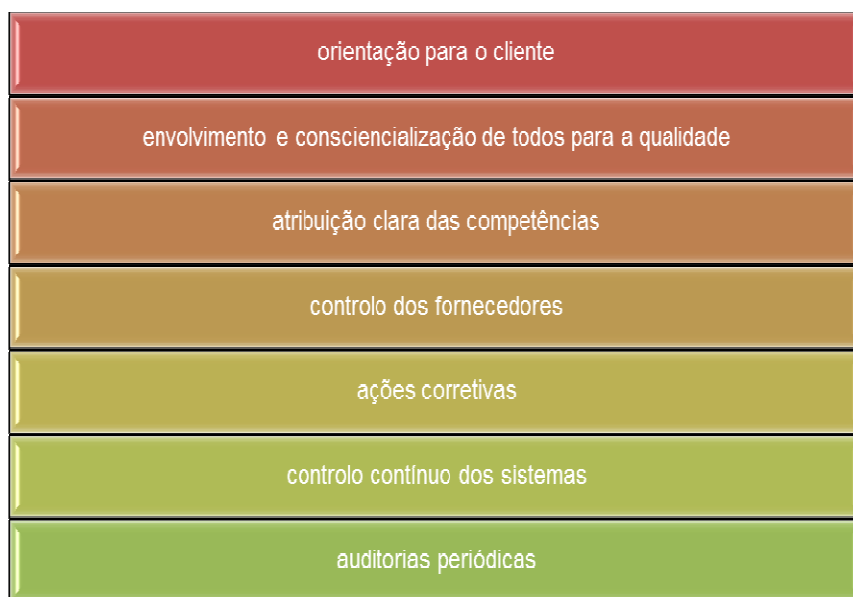 orientação para o cliente
envolvimento e consciencialização de todos para a qualidade
atribuição clara das competências
controlo dos fornecedores
ações corretivas
controlo contínuo dos sistemas
auditorias periódicas